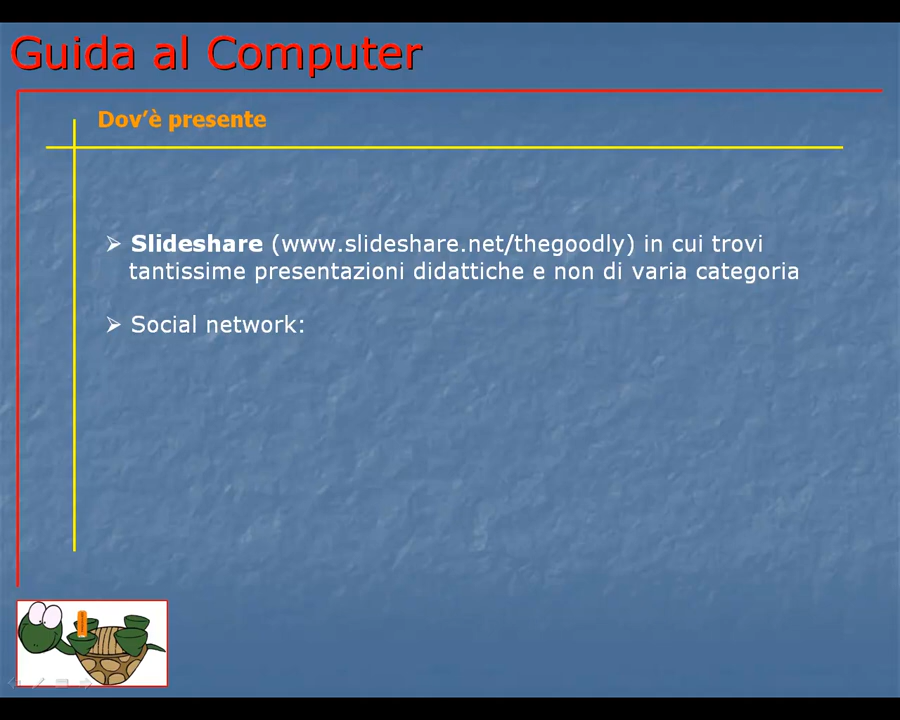 Guida al Computer
Dov’è presente
➢ Slideshare (www.slideshare.net/thegoodly) in cui trovi
tantissime presentazioni didattiche e non di varia categoria
➢ Social network: